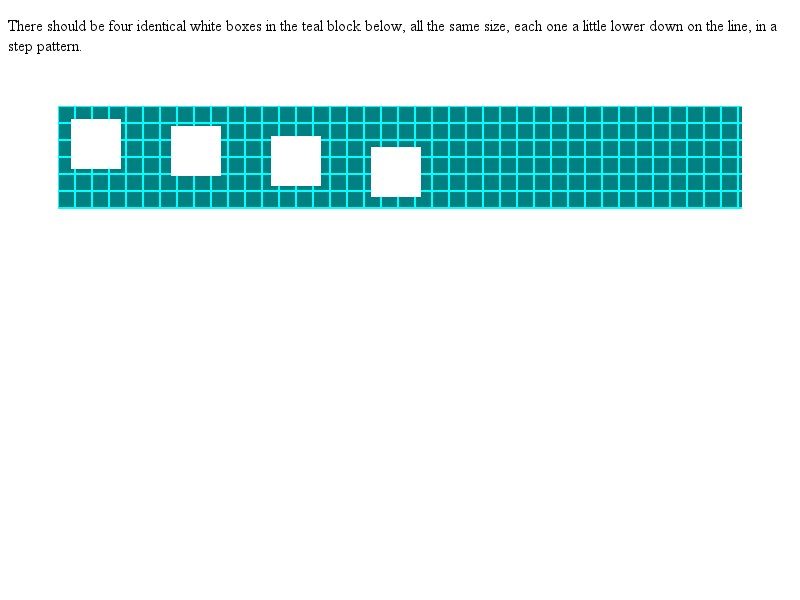 There should be four identical white boxes in the teal block below, all the same size, each one a little lower down on the line, in a
step pattern.